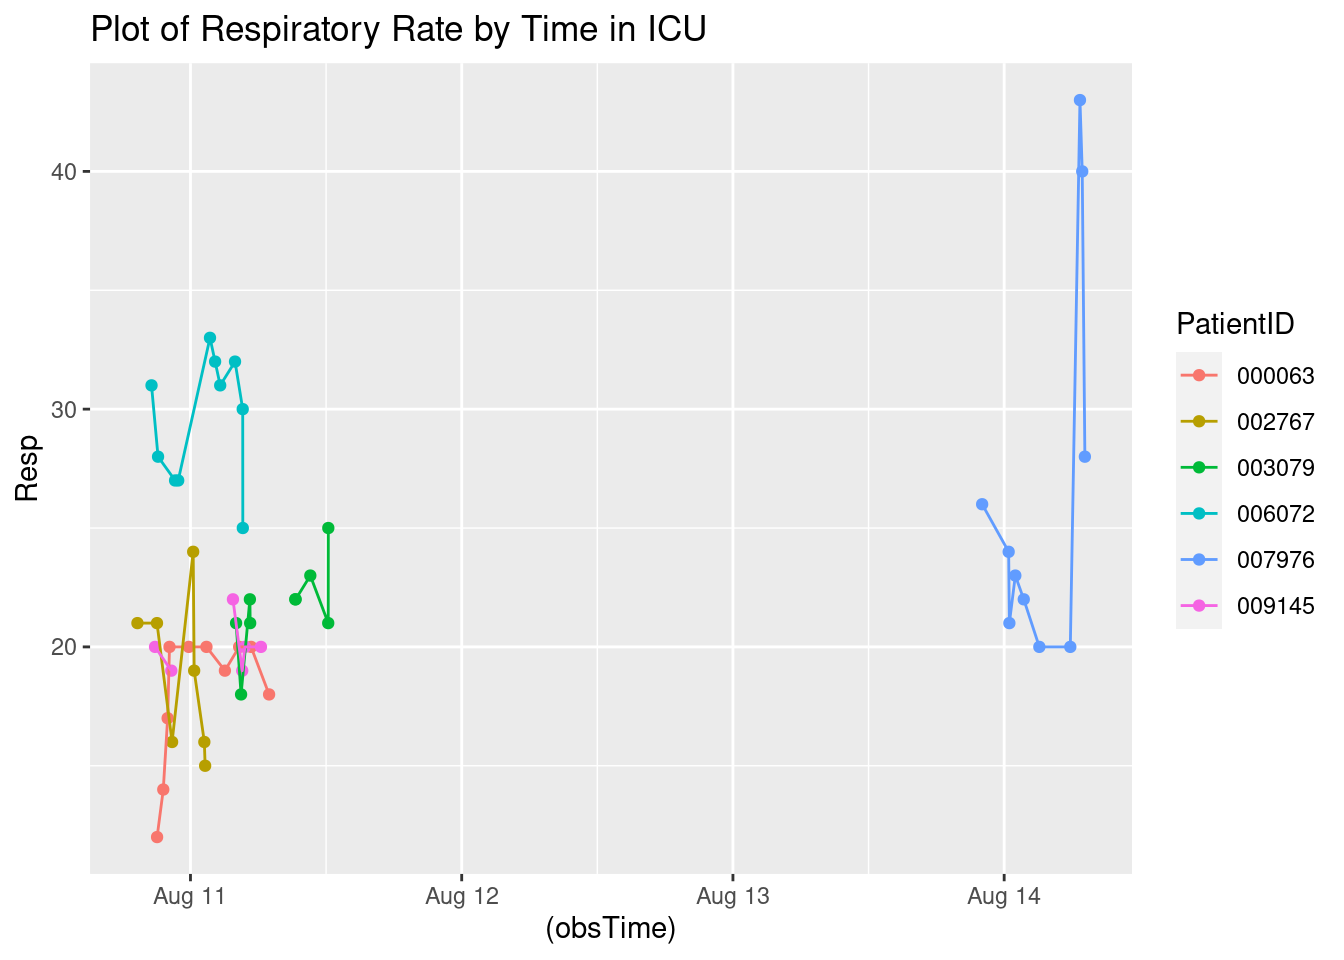 Plot of Respiratory Rate by Time in ICU
Resp
40
30
20
Aug 11
Aug 12
Aug 13
Aug 14
(obsTime)
PatientID
000063
002767
003079
006072
007976
009145